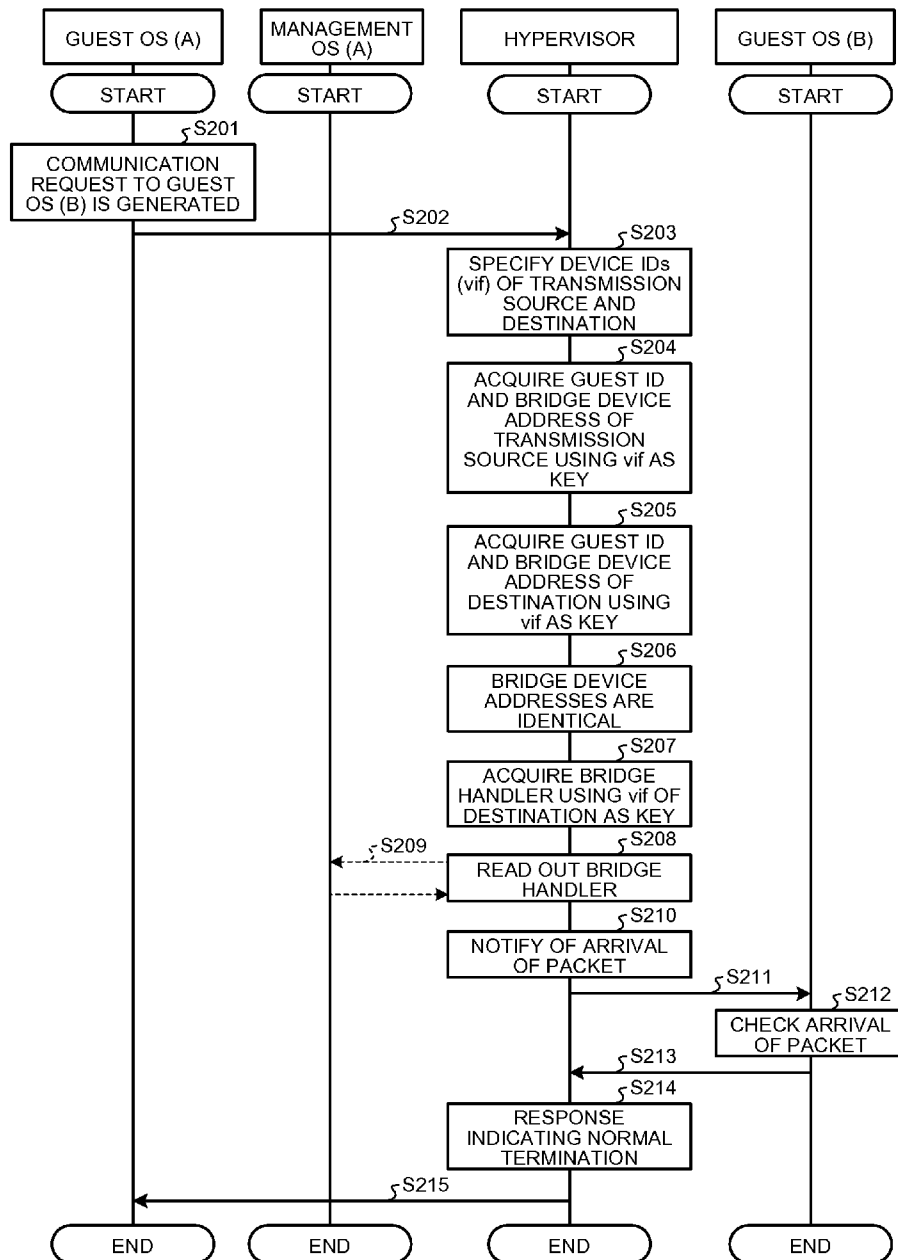 GUEST OS (A)
MANAGEMENT
OS (A)
HYPERVISOR
GUEST OS (B)
START
START
START
START
S201
COMMUNICATION
REQUEST TO GUEST
OS (B) IS GENERATED
S202
S203
SPECIFY DEVICE IDs
(vif) OF TRANSMISSION
SOURCE AND
DESTINATION
S204
ACQUIRE GUEST ID
AND BRIDGE DEVICE
ADDRESS OF
TRANSMISSION
SOURCE USING vif AS
KEY
S205
ACQUIRE GUEST ID
AND BRIDGE DEVICE
ADDRESS OF
DESTINATION USING
vif AS KEY
S206
BRIDGE DEVICE
ADDRESSES ARE
IDENTICAL
S207
ACQUIRE BRIDGE
HANDLER USING vif OF
DESTINATION AS KEY
S208
S209
READ OUT BRIDGE
HANDLER
S210
NOTIFY OF ARRIVAL
OF PACKET
S211
S212
CHECK ARRIVAL
OF PACKET
S213
S214
RESPONSE
INDICATING NORMAL
TERMINATION
S215
END
END
END
END